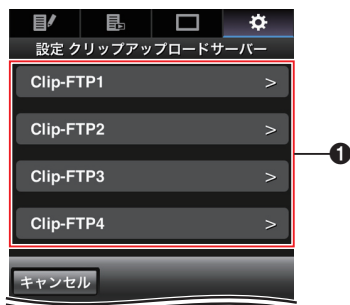 設定 クリップアップロードサーバー
Clip-FTP1 >
Clip-FTP2 >
Clip-FTP3 >
Clip-FTP4 >
❶
キャンセル